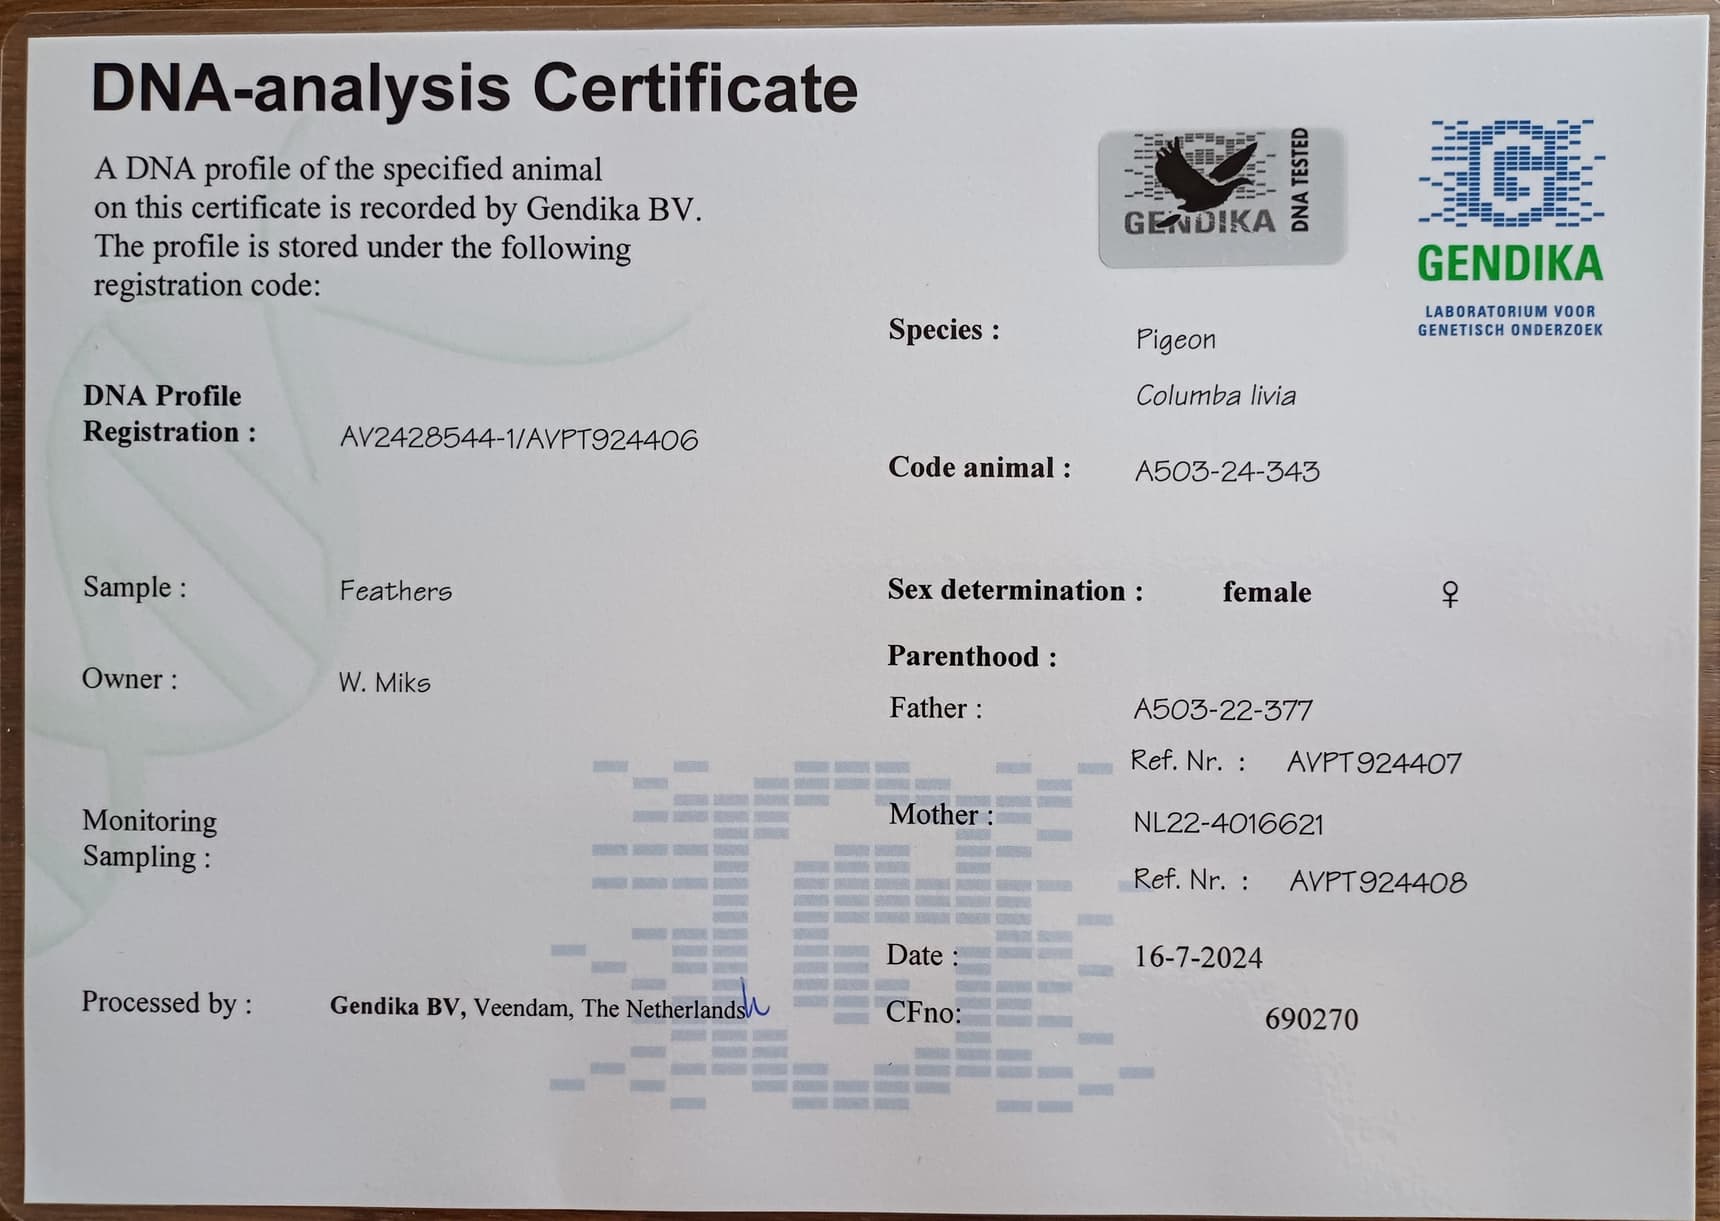 DNA-analysis Certificate
A DNA profile of the specified animal
on this certificate is recorded by Gendika BV.
The profile is stored under the following
registration code:
GENDIKA
DNA TESTED
GENDIKA
LABORATORIUM VOOR
GENETISCH ONDERZOEK
DNA Profile
Registration : AV2428544-1/AVPT924406
Sample : Feathers
Owner : W. Miks
Monitoring
Sampling :
Processed by : Gendika BV, Veendam, The Netherlands
Species : Pigeon
Columba livia
Code animal : A503-24-343
Sex determination : female ♀
Parenthood :
Father : A503-22-377
Ref. Nr. : AVPT924407
Mother : NL22-4016621
Ref. Nr. : AVPT924408
Date : 16-7-2024
CFno: 690270